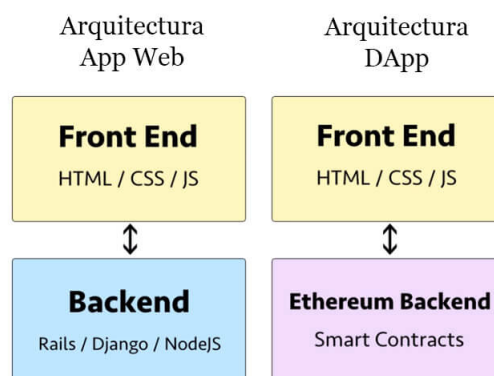 Arquitectura
App Web
Front End
HTML / CSS / JS
Backend
Rails / Django / NodeJS
Arquitectura
DApp
Front End
HTML / CSS / JS
Ethereum Backend
Smart Contracts